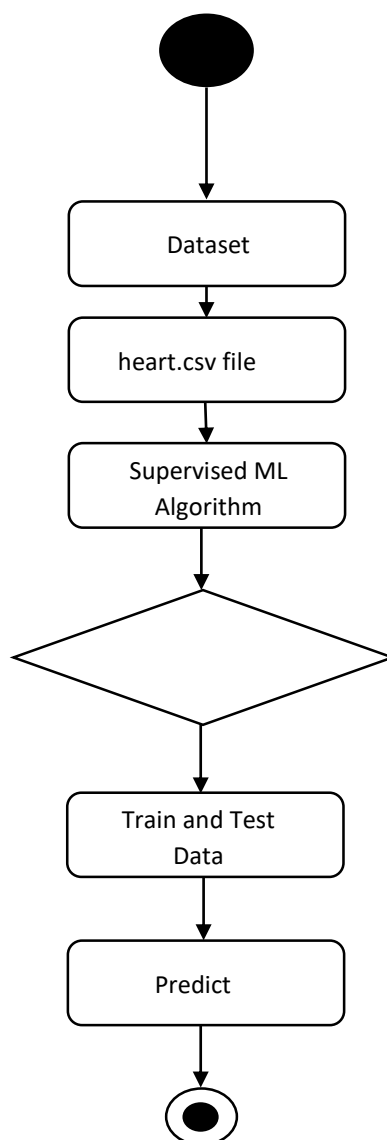 Dataset
heart.csv file
Supervised ML
Algorithm
Train and Test
Data
Predict